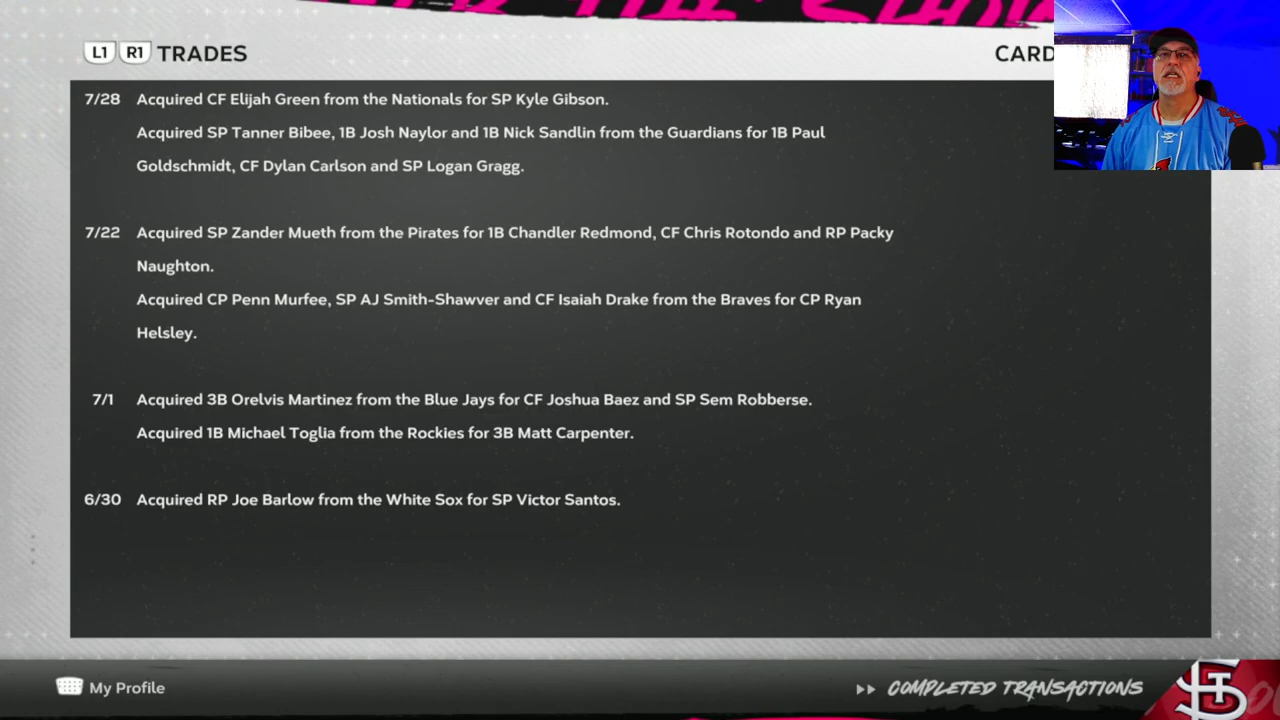 L1 R1 TRADES
CARD
7/28 Acquired CF Elijah Green from the Nationals for SP Kyle Gibson.
Acquired SP Tanner Bibee, 1B Josh Naylor and 1B Nick Sandlin from the Guardians for 1B Paul
Goldschmidt, CF Dylan Carlson and SP Logan Gragg.
7/22 Acquired SP Zander Mueth from the Pirates for 1B Chandler Redmond, CF Chris Rotondo and RP Packy
Naughton.
Acquired CP Penn Murfee, SP AJ Smith-Shawver and CF Isaiah Drake from the Braves for CP Ryan
Helsley.
7/1 Acquired 3B Orelvis Martinez from the Blue Jays for CF Joshua Baez and SP Sem Robberse.
Acquired 1B Michael Toglia from the Rockies for 3B Matt Carpenter.
6/30 Acquired RP Joe Barlow from the White Sox for SP Victor Santos.
My Profile
COMPLETED TRANSACTIONS
STL